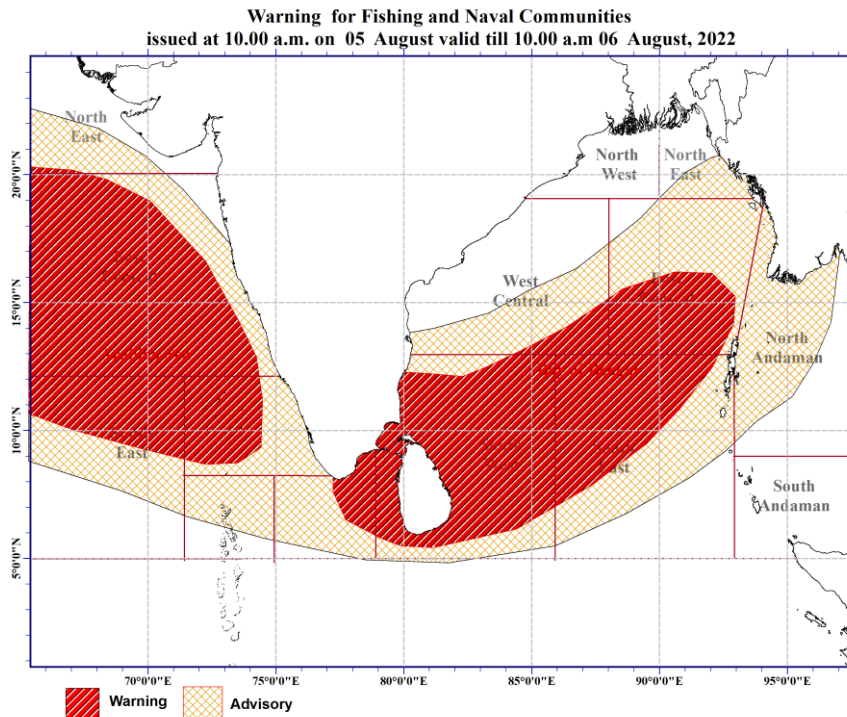 Warning for Fishing and Naval Communities
issued at 10.00 a.m. on 05 August valid till 10.00 a.m 06 August, 2022
North
East
North
West
North
East
20°0'0"N
West
Central
15°0'0"N
North
Andaman
10°0'0"N
East
East
South
Andaman
5°0'0"N
70°0'0"E
75°0'0"E
80°0'0"E
85°0'0"E
90°0'0"E
95°0'0"E
Warning
Advisory